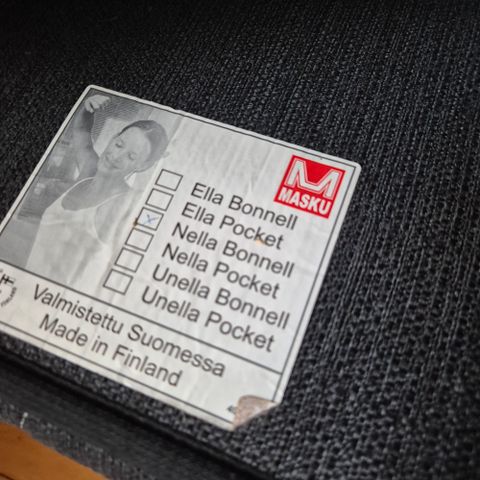 MASKU
Ella Bonnell
Ella Pocket
Nella Bonnell
Nella Pocket
Unella Bonnell
Unella Pocket
Valmistettu Suomessa
Made in Finland